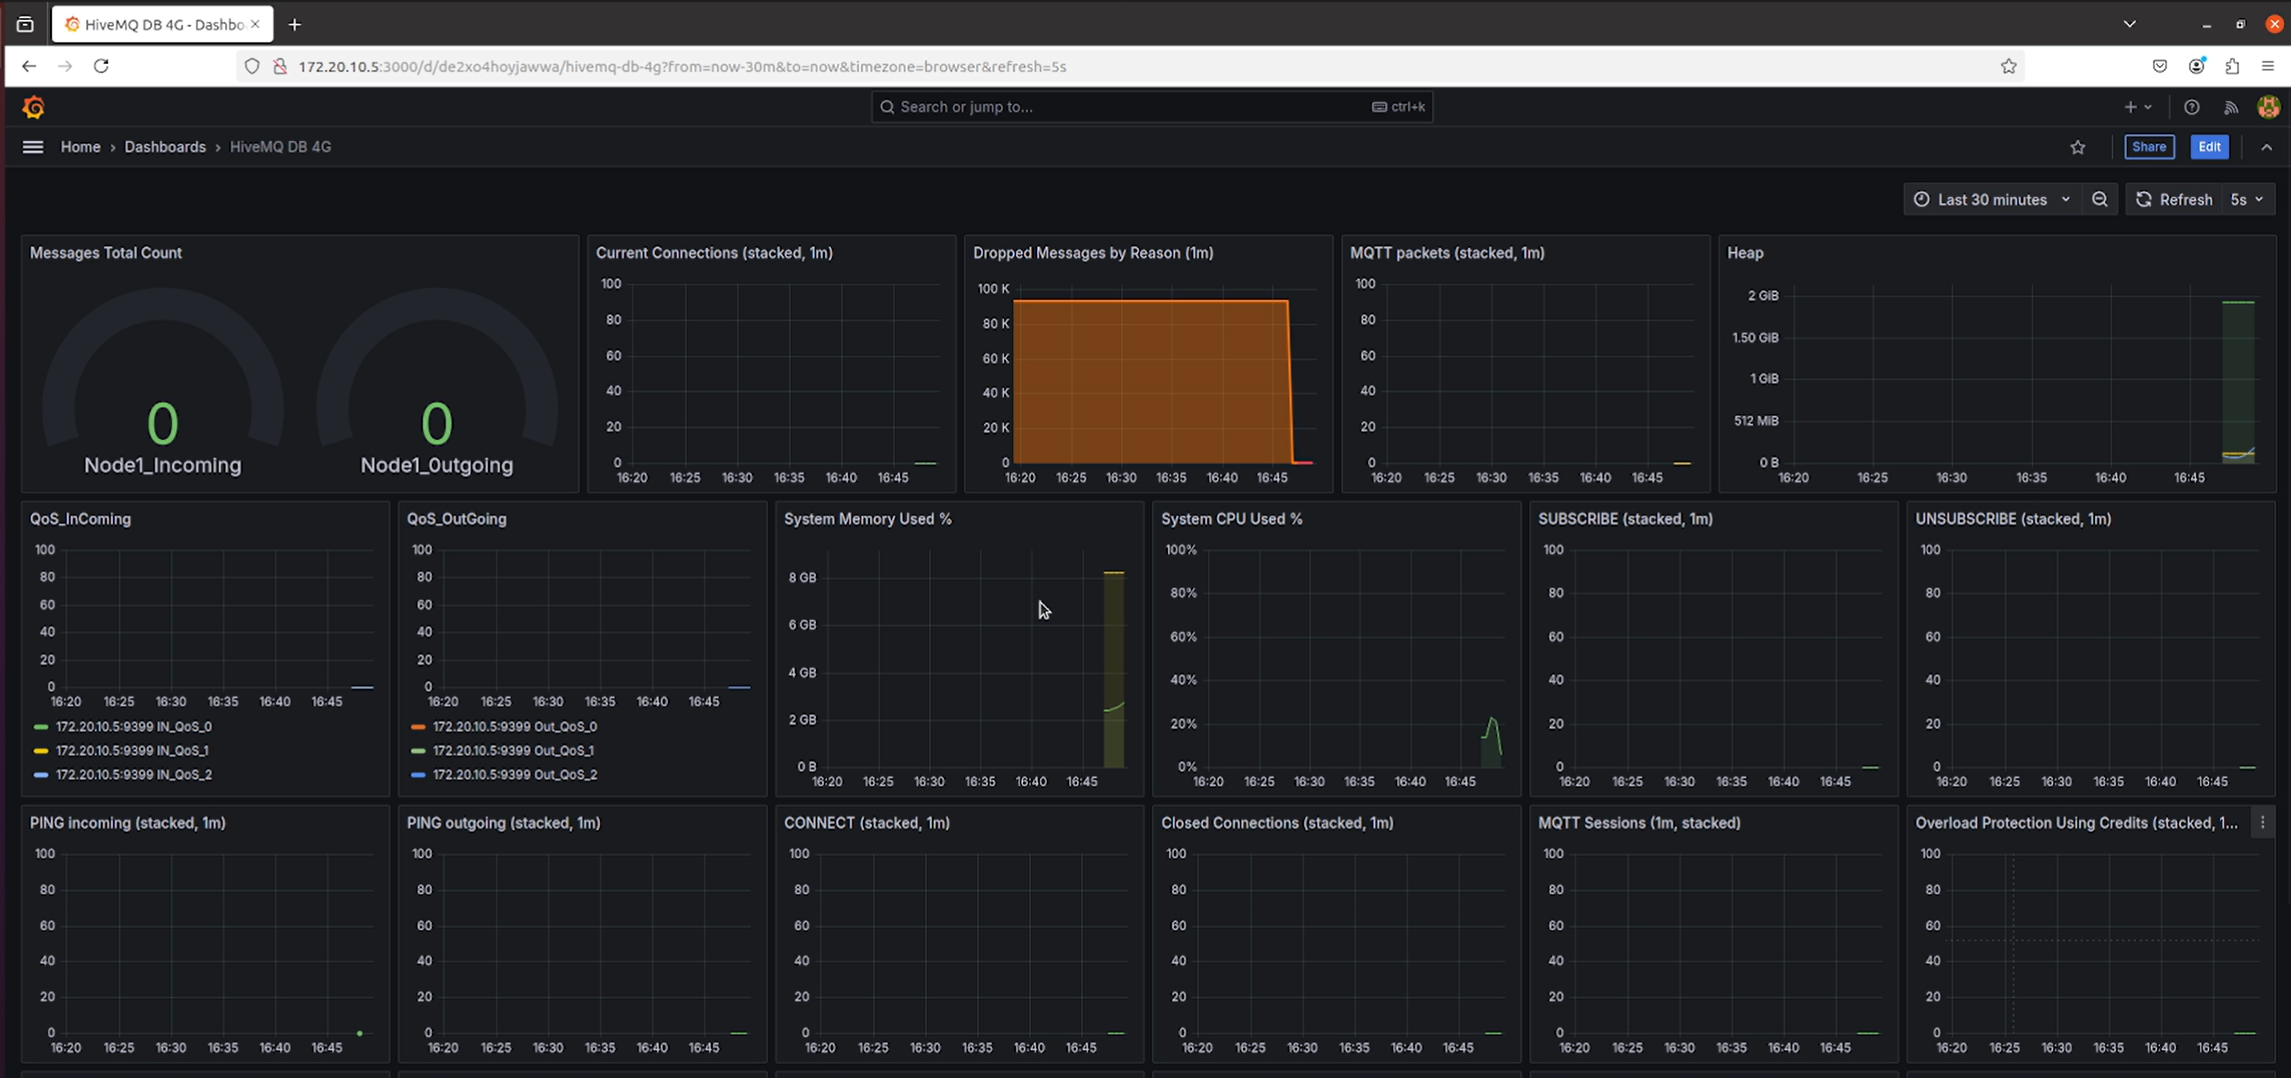 HiveMQ DB 4G - Dashbo
172.20.10.5:3000/d/de2xo4hoyjawwa/hivemq-db-4g?from=now-30m&to=now&timezone=browser&refresh=5s
Search or jump to... ctrl+k
Home › Dashboards › HiveMQ DB 4G
Share Edit
Last 30 minutes Refresh 5s
Messages Total Count
0
Node1_Incoming
0
Node1_Outgoing
Current Connections (stacked, 1m)
100
80
60
40
20
0
16:20 16:25 16:30 16:35 16:40 16:45
Dropped Messages by Reason (1m)
100 K
80 K
60 K
40 K
20 K
0
16:20 16:25 16:30 16:35 16:40 16:45
MQTT packets (stacked, 1m)
100
80
60
40
20
0
16:20 16:25 16:30 16:35 16:40 16:45
Heap
2 GiB
1.50 GiB
1 GiB
512 MiB
0 B
16:20 16:25 16:30 16:35 16:40 16:45
QoS_InComing
100
80
60
40
20
0
16:20 16:25 16:30 16:35 16:40 16:45
172.20.10.5:9399 IN_QoS_0
172.20.10.5:9399 IN_QoS_1
172.20.10.5:9399 IN_QoS_2
QoS_OutGoing
100
80
60
40
20
0
16:20 16:25 16:30 16:35 16:40 16:45
172.20.10.5:9399 Out_QoS_0
172.20.10.5:9399 Out_QoS_1
172.20.10.5:9399 Out_QoS_2
System Memory Used %
8 GB
6 GB
4 GB
2 GB
0 B
16:20 16:25 16:30 16:35 16:40 16:45
System CPU Used %
100%
80%
60%
40%
20%
0%
16:20 16:25 16:30 16:35 16:40 16:45
SUBSCRIBE (stacked, 1m)
100
80
60
40
20
0
16:20 16:25 16:30 16:35 16:40 16:45
UNSUBSCRIBE (stacked, 1m)
100
80
60
40
20
0
16:20 16:25 16:30 16:35 16:40 16:45
PING incoming (stacked, 1m)
100
80
60
40
20
0
16:20 16:25 16:30 16:35 16:40 16:45
PING outgoing (stacked, 1m)
100
80
60
40
20
0
16:20 16:25 16:30 16:35 16:40 16:45
CONNECT (stacked, 1m)
100
80
60
40
20
0
16:20 16:25 16:30 16:35 16:40 16:45
Closed Connections (stacked, 1m)
100
80
60
40
20
0
16:20 16:25 16:30 16:35 16:40 16:45
MQTT Sessions (1m, stacked)
100
80
60
40
20
0
16:20 16:25 16:30 16:35 16:40 16:45
Overload Protection Using Credits (stacked, 1...
100
80
60
40
20
0
16:20 16:25 16:30 16:35 16:40 16:45